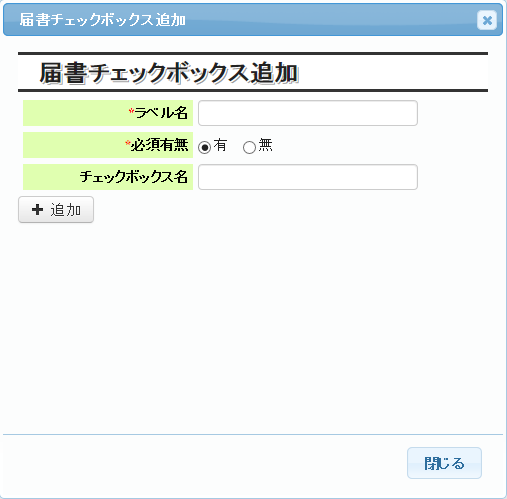 届書チェックボックス追加
届書チェックボックス追加
*ラベル名
*必須有無 有 無
チェックボックス名
追加
閉じる